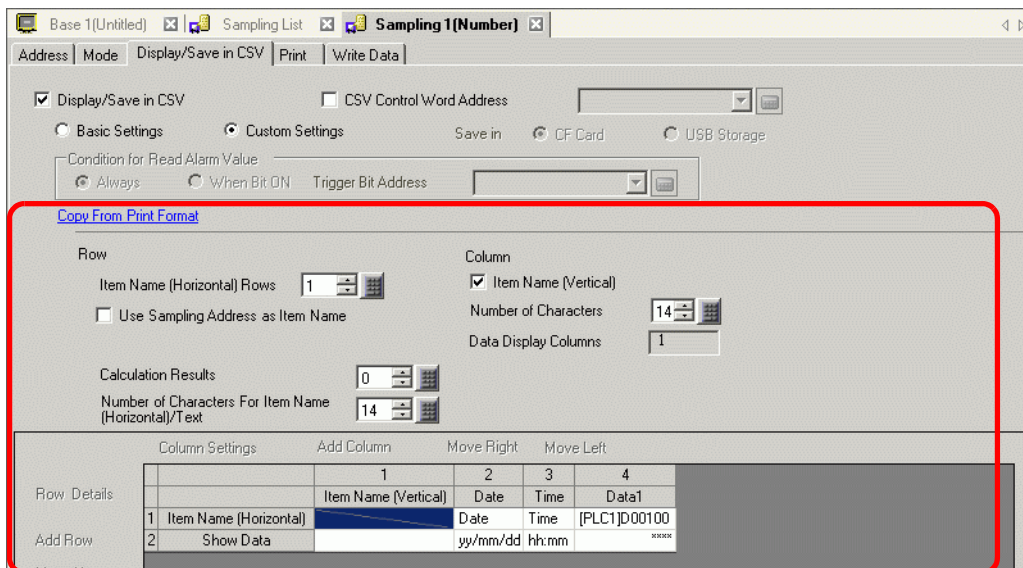 Base 1(Untitled) Sampling List Sampling 1(Number)
Address Mode Display/Save in CSV Print Write Data
Display/Save in CSV CSV Control Word Address
Basic Settings Custom Settings Save in CF Card USB Storage
Condition for Read Alarm Value
Always When Bit ON Trigger Bit Address
Copy From Print Format
Row Column
Item Name (Horizontal) Rows 1 Item Name (Vertical)
Use Sampling Address as Item Name Number of Characters 14
Data Display Columns 1
Calculation Results 0
Number of Characters For Item Name
(Horizontal)/Text 14
Column Settings Add Column Move Right Move Left
1 2 3 4
Row Details Item Name (Vertical) Date Time Data1
1 Item Name (Horizontal) Date Time [PLC1]D00100
Add Row 2 Show Data yy/mm/dd hh:mm ****